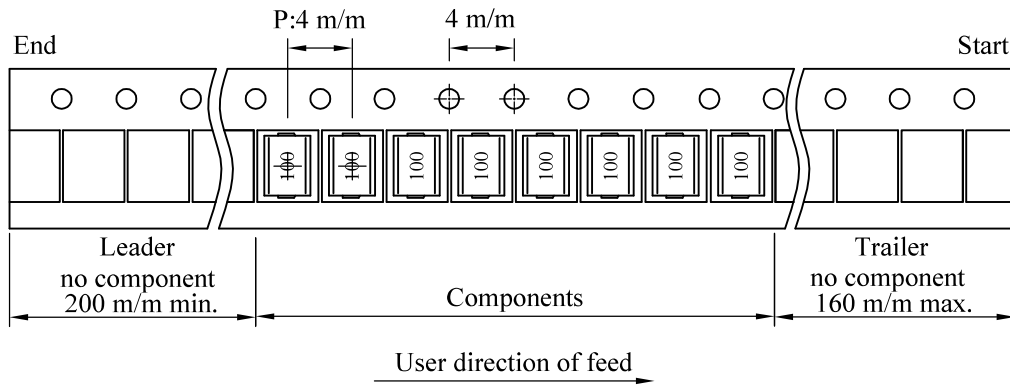 P:4 m/m
4 m/m
End
Start
100
100
100
100
100
100
100
100
Leader
no component
200 m/m min.
Components
Trailer
no component
160 m/m max.
User direction of feed